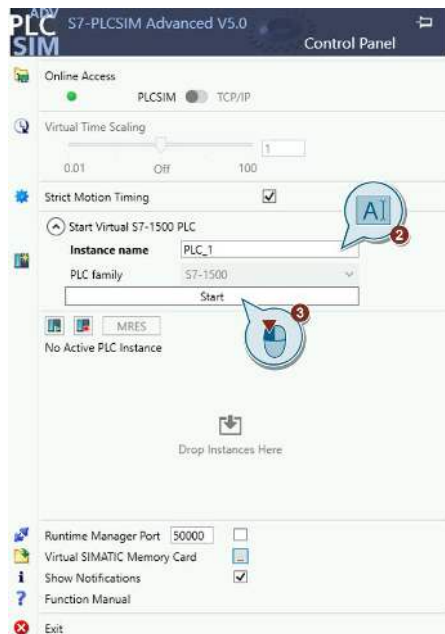 ADV
PLC
SIM
S7-PLCSIM Advanced V5.0
Control Panel
Online Access
PLCSIM TCP/IP
Virtual Time Scaling
1
0.01 Off 100
Strict Motion Timing
Start Virtual S7-1500 PLC
AI
2
Instance name PLC_1
PLC family S7-1500
Start
3
MRES
No Active PLC Instance
Drop Instances Here
Runtime Manager Port 50000
Virtual SIMATIC Memory Card ...
Show Notifications
Function Manual
Exit